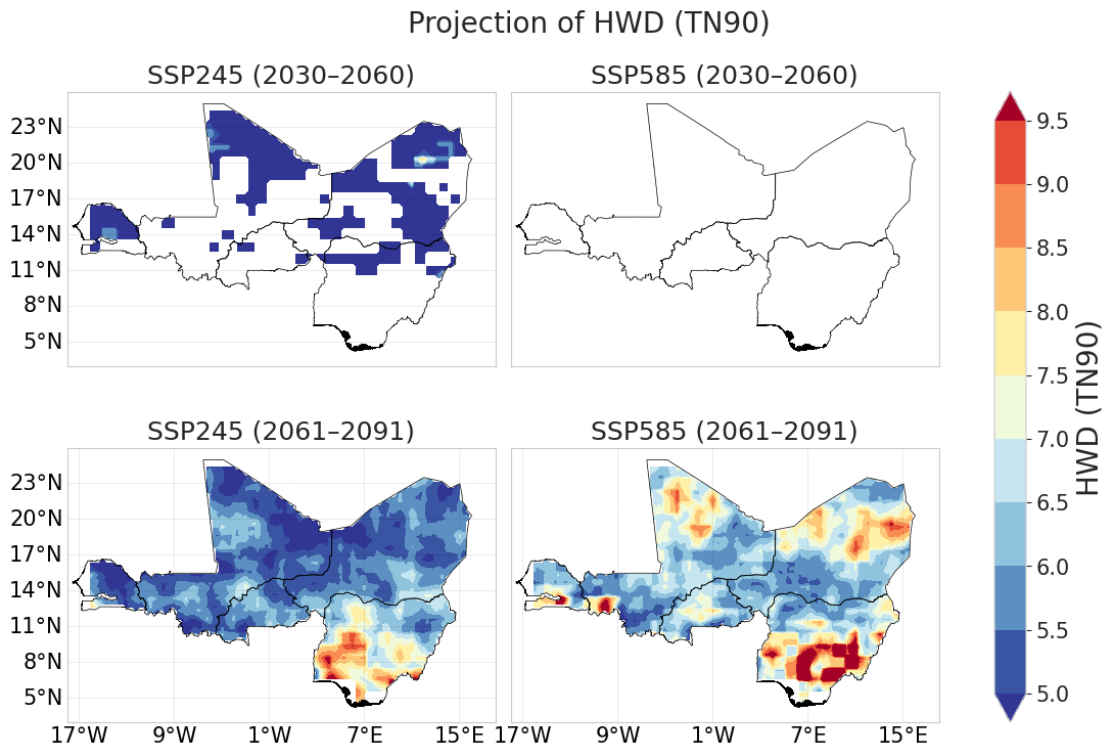 Projection of HWD (TN90)
SSP245 (2030–2060)
SSP585 (2030–2060)
23°N
20°N
17°N
14°N
11°N
8°N
5°N
SSP245 (2061–2091)
SSP585 (2061–2091)
23°N
20°N
17°N
14°N
11°N
8°N
5°N
17°W 9°W 1°W 7°E 15°E
17°W 9°W 1°W 7°E 15°E
9.5
9.0
8.5
8.0
7.5
7.0
6.5
6.0
5.5
5.0
HWD (TN90)